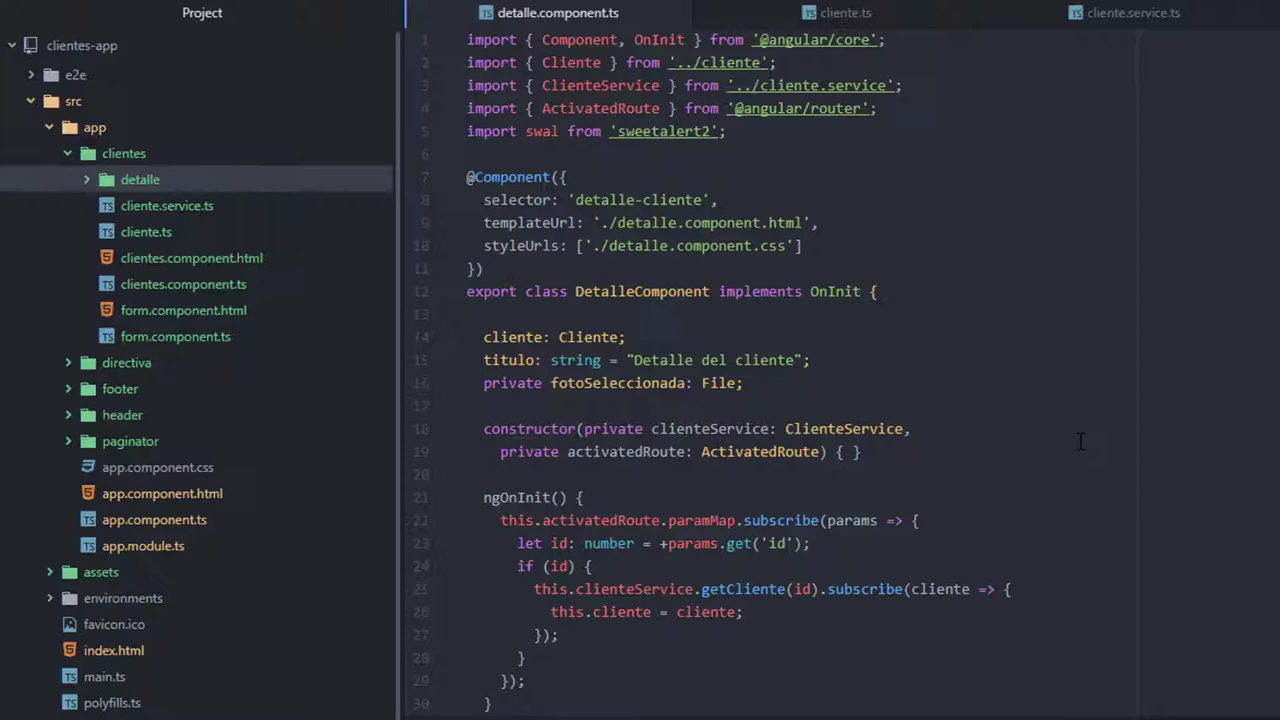 Project
clientes-app
e2e
src
app
clientes
detalle
cliente.service.ts
cliente.ts
clientes.component.html
clientes.component.ts
form.component.html
form.component.ts
directiva
footer
header
paginator
app.component.css
app.component.html
app.component.ts
app.module.ts
assets
environments
favicon.ico
index.html
main.ts
polyfills.ts
detalle.component.ts
cliente.ts
cliente.service.ts
1 import { Component, OnInit } from '@angular/core';
2 import { Cliente } from '../cliente';
3 import { ClienteService } from '../cliente.service';
4 import { ActivatedRoute } from '@angular/router';
5 import swal from 'sweetalert2';
6
7 @Component({
8 selector: 'detalle-cliente',
9 templateUrl: './detalle.component.html',
10 styleUrls: ['./detalle.component.css']
11 })
12 export class DetalleComponent implements OnInit {
13
14 cliente: Cliente;
15 titulo: string = "Detalle del cliente";
16 private fotoSeleccionada: File;
17
18 constructor(private clienteService: ClienteService,
19 private activatedRoute: ActivatedRoute) { }
20
21 ngOnInit() {
22 this.activatedRoute.paramMap.subscribe(params => {
23 let id: number = +params.get('id');
24 if (id) {
25 this.clienteService.getCliente(id).subscribe(cliente => {
26 this.cliente = cliente;
27 });
28 }
29 });
30 }